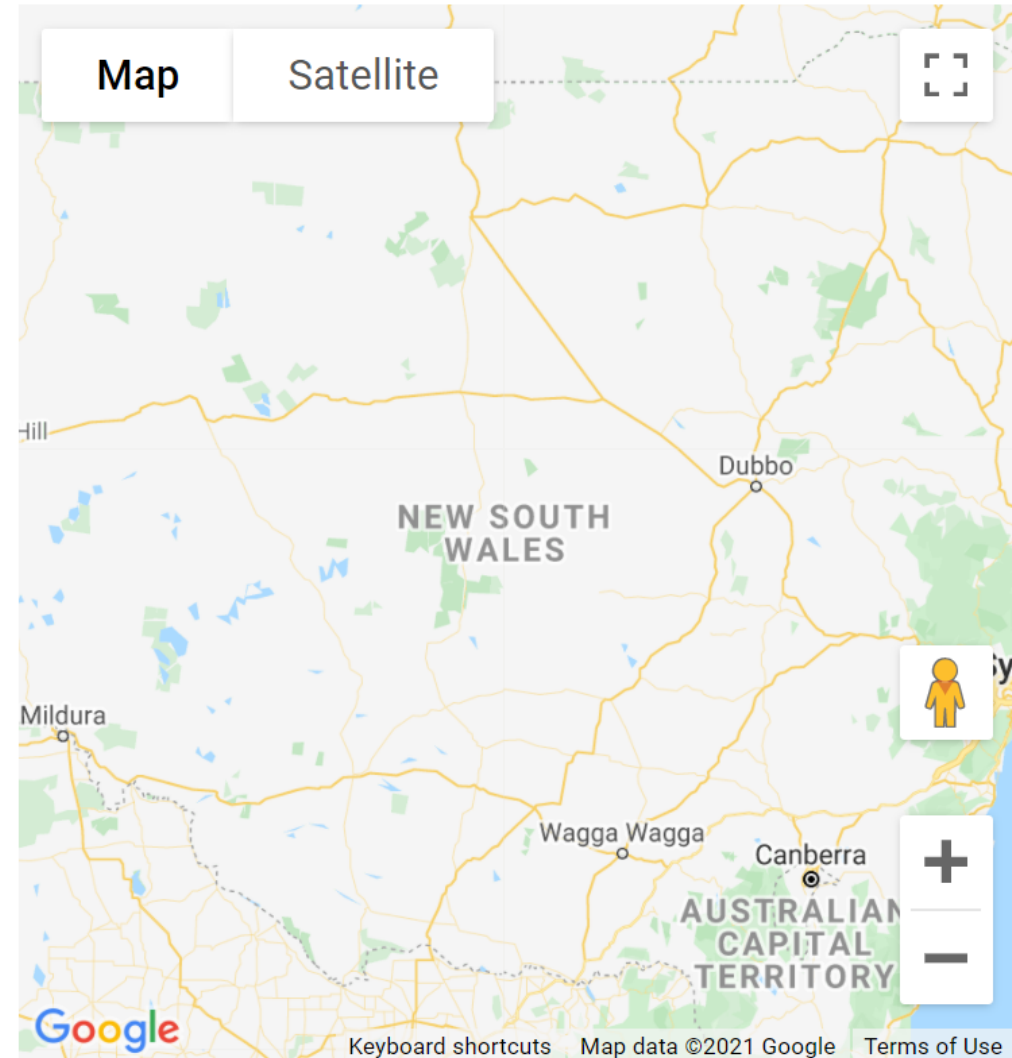 Map Satellite
Hill
Dubbo
NEW SOUTH
WALES
Sy
Mildura
Wagga Wagga
Canberra
AUSTRALIAN
CAPITAL
TERRITORY
Google
Keyboard shortcuts Map data ©2021 Google Terms of Use